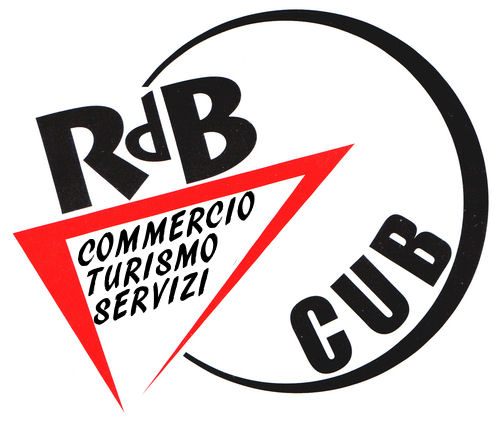 RdB
COMMERCIO
TURISMO
SERVIZI
CUB